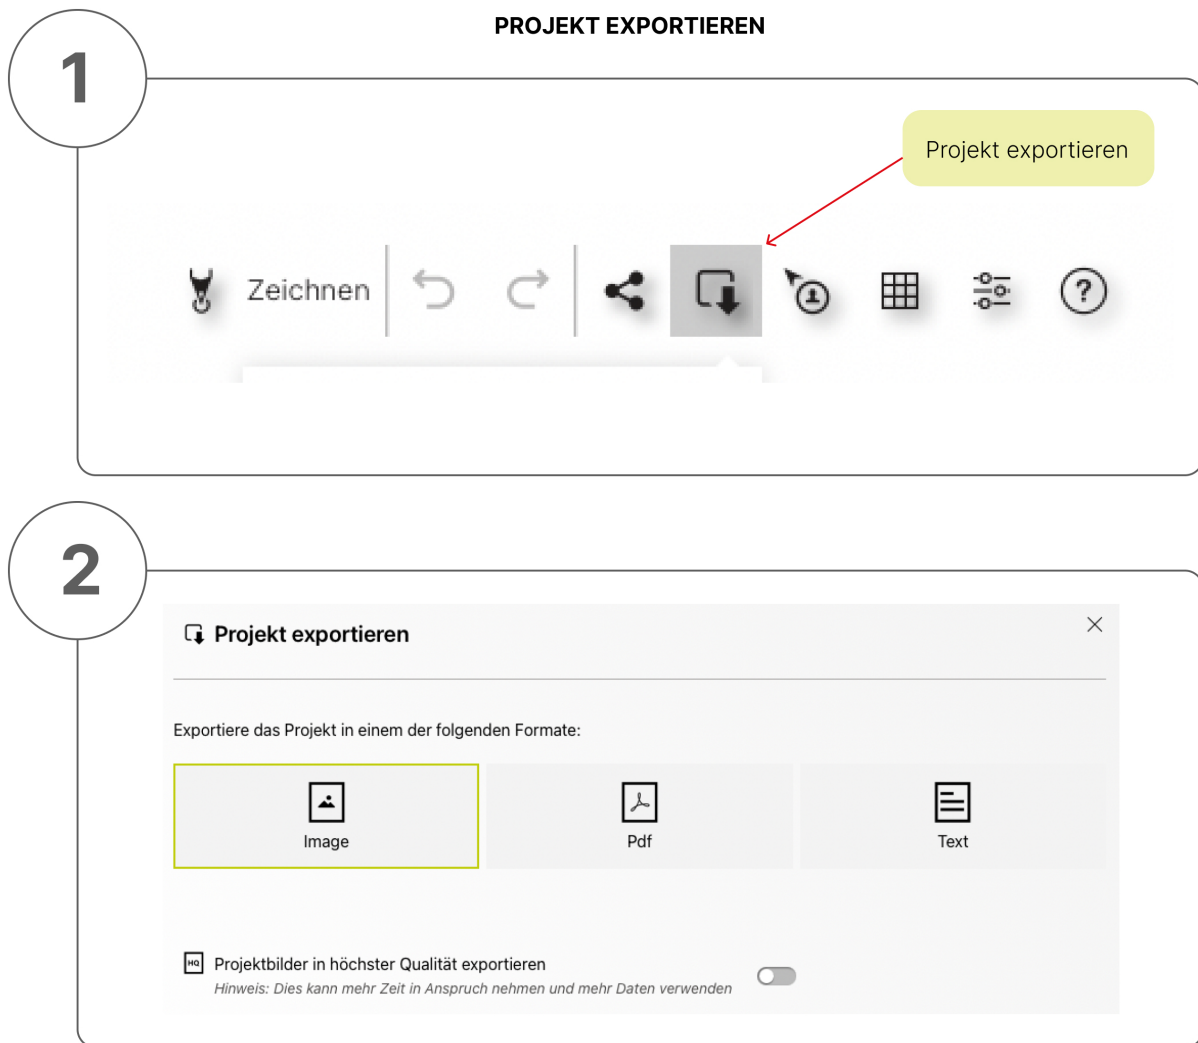 PROJEKT EXPORTIEREN
1
Projekt exportieren
Zeichnen
?
2
Projekt exportieren
Exportiere das Projekt in einem der folgenden Formate:
Image
Pdf
Text
HQ
Projektbilder in höchster Qualität exportieren
Hinweis: Dies kann mehr Zeit in Anspruch nehmen und mehr Daten verwenden